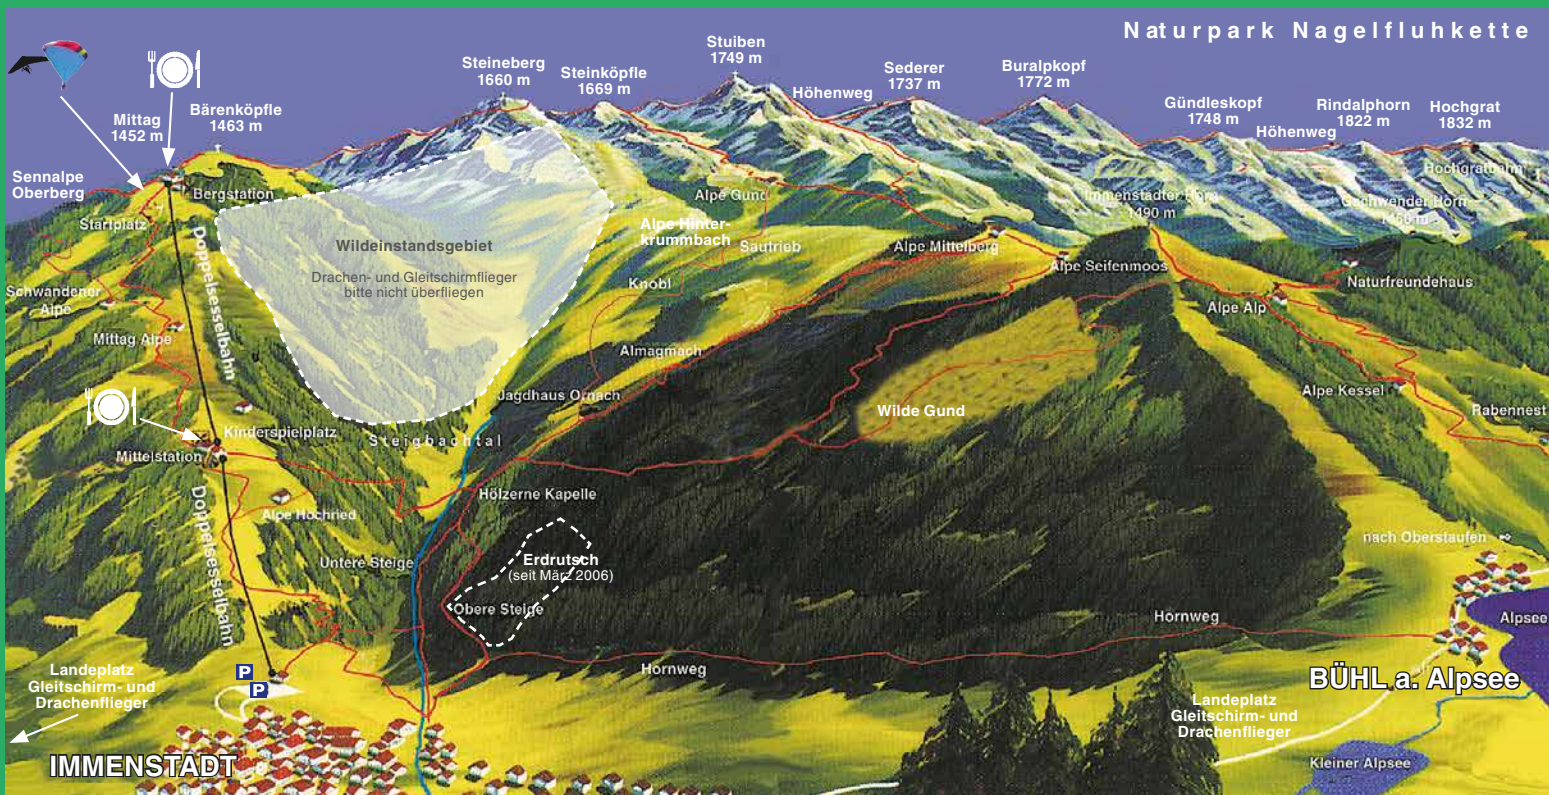 Naturpark Nagelfluhkette
Stuiben
1749 m
Steineberg
1660 m
Steinköpfle
1669 m
Höhenweg
Sederer
1737 m
Buralpkopf
1772 m
Gündleskopf
1748 m
Höhenweg
Rindalphorn
1822 m
Hochgrat
1832 m
Mittag
1452 m
Bärenköpfle
1463 m
Sennalpe
Oberberg
Bergstation
Startplatz
Hochgratbahn
Alpe Gund
Immenstädter Horn
1490 m
Gschwender Horn
1450 m
Wildeinstandsgebiet
Drachen- und Gleitschirmflieger
bitte nicht überfliegen
Alpe Hinter-
krummbach
Sautrieb
Alpe Mittelberg
Alpe Seifenmoos
Knobl
Naturfreundehaus
Schwandener
Alpe
Doppelsesselbahn
Alpe Alp
Mittag Alpe
Almagmach
Jagdhaus Ornach
Alpe Kessel
Rabennest
Wilde Gund
Kinderspielplatz
Steigbachtal
Mittelstation
Hölzerne Kapelle
Doppelsesselbahn
Alpe Hochried
nach Oberstaufen
Untere Steige
Erdrutsch
(seit März 2006)
Obere Steige
Hornweg
Alpsee
Hornweg
P
P
Landeplatz
Gleitschirm- und
Drachenflieger
BÜHL a. Alpsee
Landeplatz
Gleitschirm- und
Drachenflieger
IMMENSTADT
Kleiner Alpsee